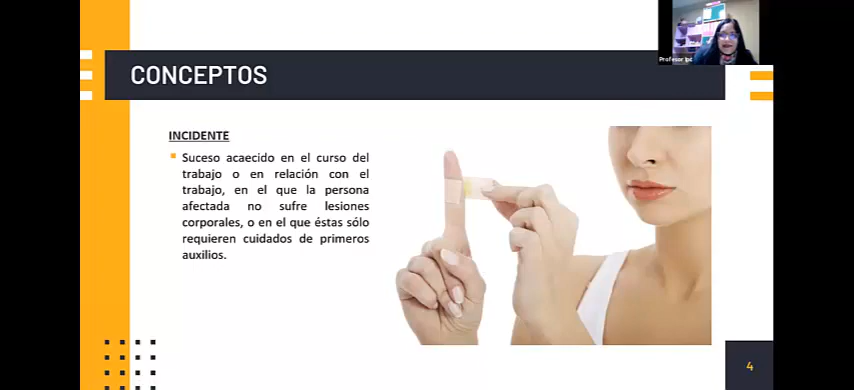 Profesor Ipc
CONCEPTOS
INCIDENTE
Suceso acaecido en el curso del
trabajo o en relación con el
trabajo, en el que la persona
afectada no sufre lesiones
corporales, o en el que éstas sólo
requieren cuidados de primeros
auxilios.
4